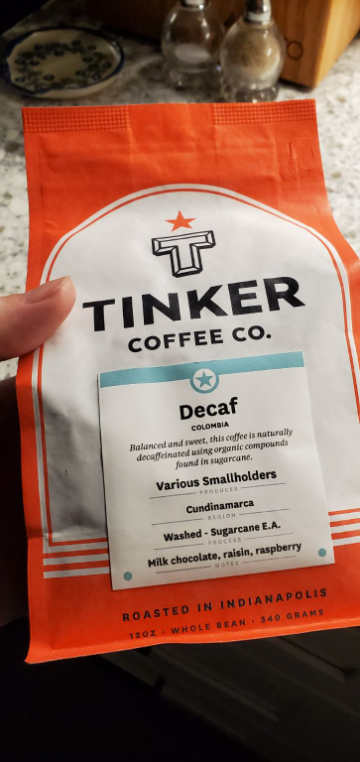 T
TINKER
COFFEE CO.
Decaf
COLOMBIA
Balanced and sweet, this coffee is naturally
decaffeinated using organic compounds
found in sugarcane.
Various Smallholders
PRODUCER
Cundinamarca
REGION
Washed - Sugarcane E.A.
PROCESS
Milk chocolate, raisin, raspberry
NOTES
ROASTED IN INDIANAPOLIS
12OZ · WHOLE BEAN · 340 GRAMS